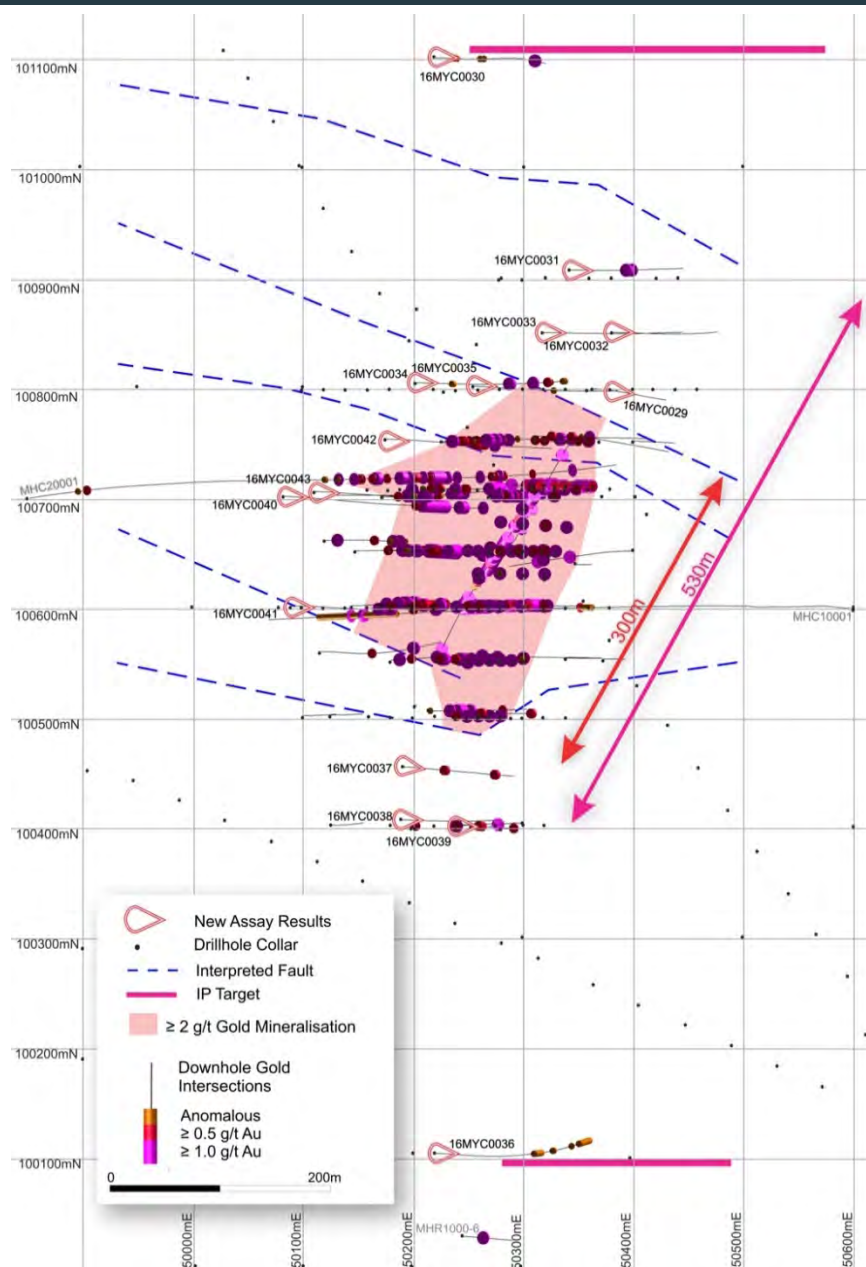 101100mN
16MYC0030
101000mN
16MYC0031
100900mN
16MYC0033
16MYC0032
16MYC0034
16MYC0035
100800mN
16MYC0029
16MYC0042
MHC20001
16MYC0043
16MYC0040
100700mN
530m
300m
100600mN
16MYC0041
MHC10001
100500mN
16MYC0037
16MYC0038
100400mN
16MYC0039
New Assay Results
Drillhole Collar
Interpreted Fault
IP Target
≥ 2 g/t Gold Mineralisation
Downhole Gold
Intersections
Anomalous
≥ 0.5 g/t Au
≥ 1.0 g/t Au
0 200m
100300mN
100200mN
16MYC0036
100100mN
MHR1000-6
50000mE
50100mE
50200mE
50300mE
50400mE
50500mE
50600mE